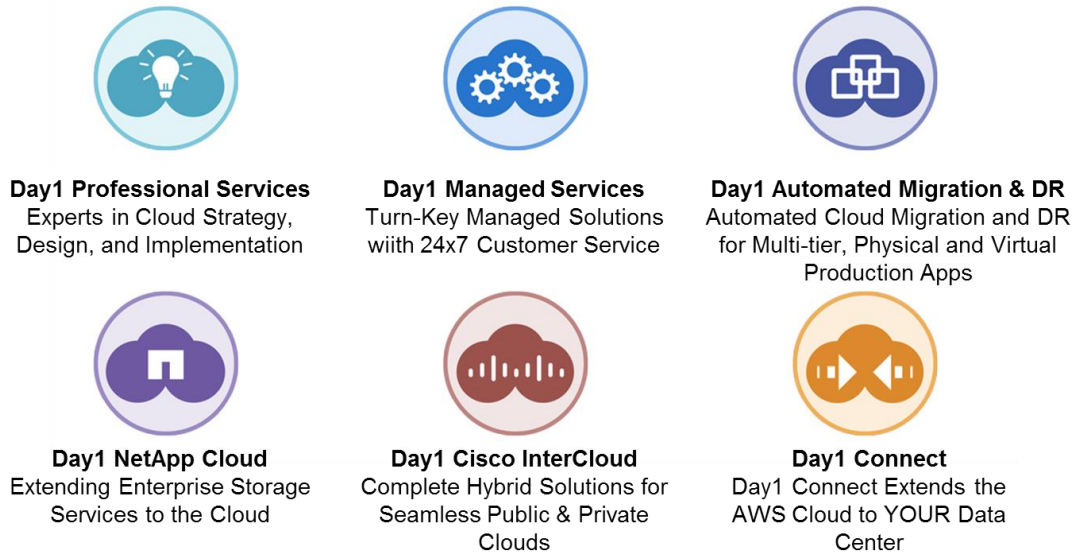 Day1 Professional Services
Experts in Cloud Strategy,
Design, and Implementation
Day1 Managed Services
Turn-Key Managed Solutions
wiith 24x7 Customer Service
Day1 Automated Migration & DR
Automated Cloud Migration and DR
for Multi-tier, Physical and Virtual
Production Apps
Day1 NetApp Cloud
Extending Enterprise Storage
Services to the Cloud
Day1 Cisco InterCloud
Complete Hybrid Solutions for
Seamless Public & Private
Clouds
Day1 Connect
Day1 Connect Extends the
AWS Cloud to YOUR Data
Center